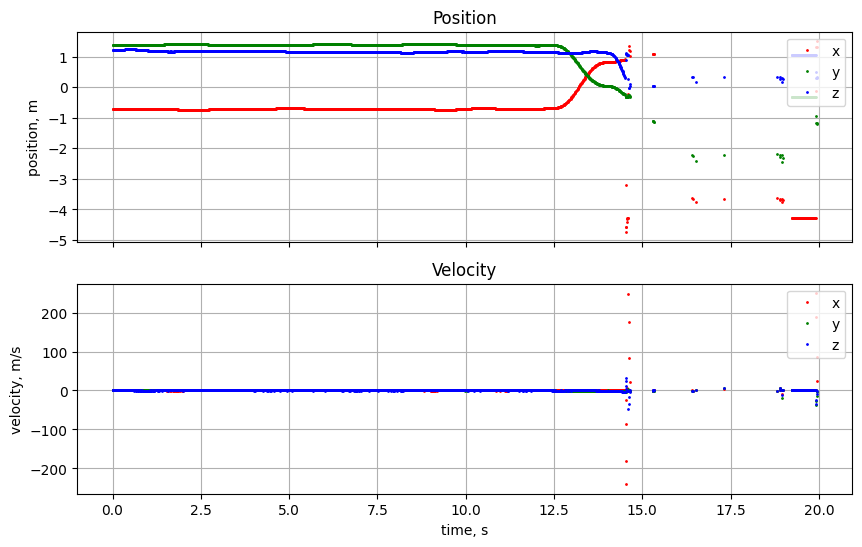 Position
position, m
1
0
−1
−2
−3
−4
−5
x
y
z
Velocity
velocity, m/s
200
100
0
−100
−200
x
y
z
0.0
2.5
5.0
7.5
10.0
12.5
15.0
17.5
20.0
time, s